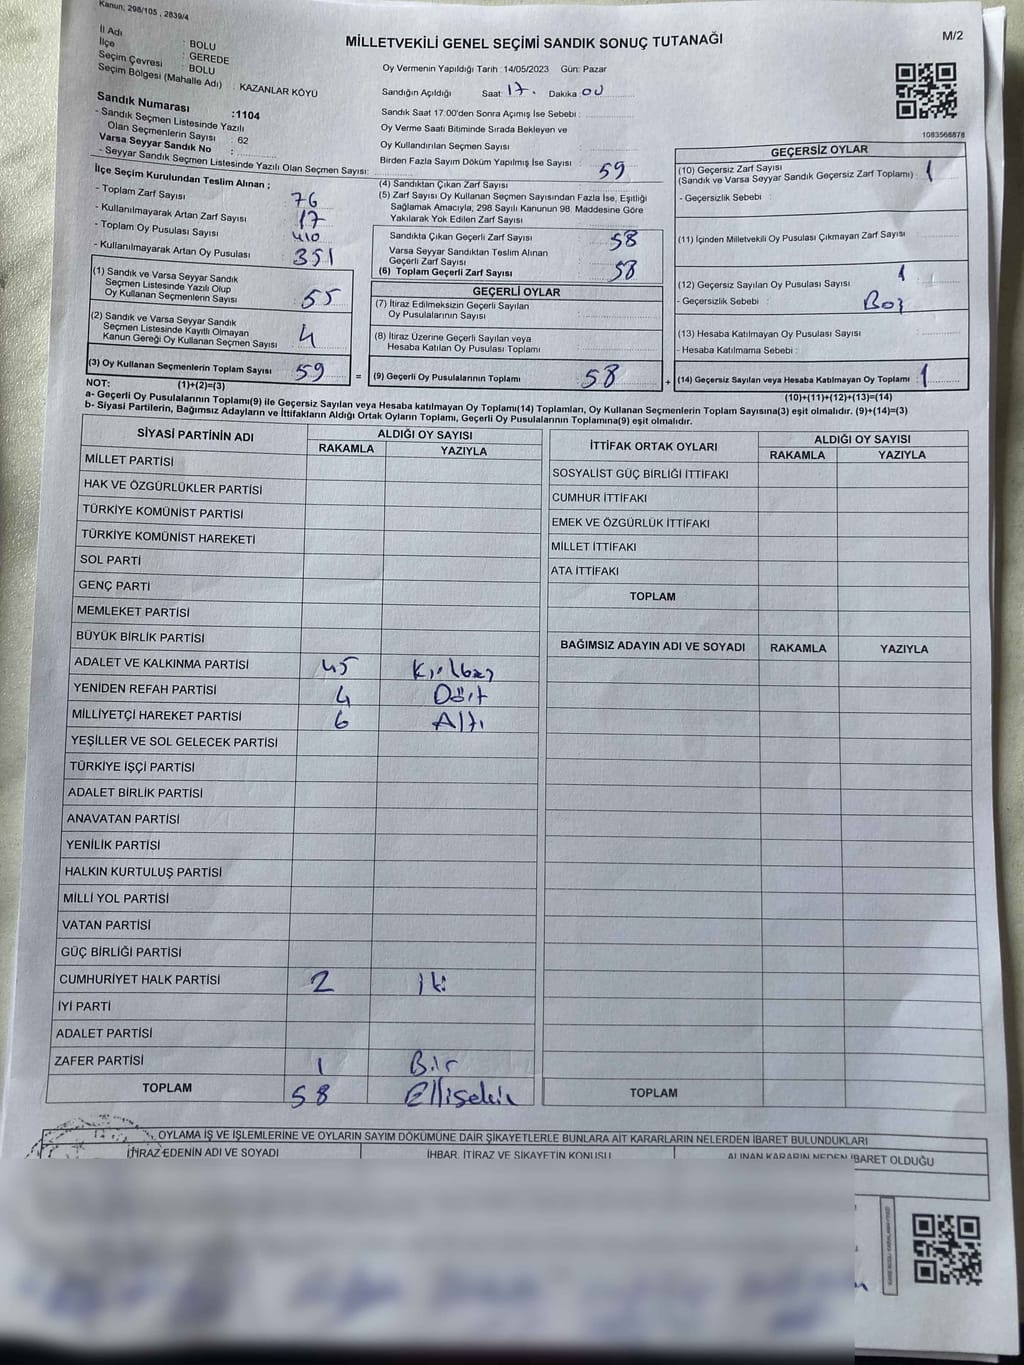 Kanun; 298/105 , 2839/4
M/2
MİLLETVEKİLİ GENEL SEÇİMİ SANDIK SONUÇ TUTANAĞI
İl Adı : BOLU
İlçe : GEREDE
Seçim Çevresi : BOLU
Seçim Bölgesi (Mahalle Adı) : KAZANLAR KÖYÜ
Sandık Numarası :1104
- Sandık Seçmen Listesinde Yazılı
Olan Seçmenlerin Sayısı : 62
Varsa Seyyar Sandık No :
- Seyyar Sandık Seçmen Listesinde Yazılı Olan Seçmen Sayısı:
Oy Vermenin Yapıldığı Tarih :14/05/2023 Gün: Pazar
Sandığın Açıldığı Saat: 17. Dakika 00
Sandık Saat 17:00'den Sonra Açımış İse Sebebi :
Oy Verme Saati Bitiminde Sırada Bekleyen ve
Oy Kullandırılan Seçmen Sayısı :
Birden Fazla Sayım Döküm Yapılmış İse Sayısı :
1083566878
İlçe Seçim Kurulundan Teslim Alınan ;
- Toplam Zarf Sayısı 76
- Kullanılmayarak Artan Zarf Sayısı 17
- Toplam Oy Pusulası Sayısı 410
- Kullanılmayarak Artan Oy Pusulası 351
(1) Sandık ve Varsa Seyyar Sandık
Seçmen Listesinde Yazılı Olup
Oy Kullanan Seçmenlerin Sayısı 55
(2) Sandık ve Varsa Seyyar Sandık
Seçmen Listesinde Kayıtlı Olmayan
Kanun Gereği Oy Kullanan Seçmen Sayısı 4
(3) Oy Kullanan Seçmenlerin Toplam Sayısı 59
=
(4) Sandıktan Çıkan Zarf Sayısı 59
(5) Zarf Sayısı Oy Kullanan Seçmen Sayısından Fazla İse, Eşitliği
Sağlamak Amacıyla; 298 Sayılı Kanunun 98. Maddesine Göre
Yakılarak Yok Edilen Zarf Sayısı
Sandıkta Çıkan Geçerli Zarf Sayısı 58
Varsa Seyyar Sandıktan Teslim Alınan
Geçerli Zarf Sayısı
(6) Toplam Geçerli Zarf Sayısı 58
GEÇERLİ OYLAR
(7) İtiraz Edilmeksizin Geçerli Sayılan
Oy Pusulalarının Sayısı :
(8) İtiraz Üzerine Geçerli Sayılan veya
Hesaba Katılan Oy Pusulası Toplamı
(9) Geçerli Oy Pusulalarının Toplamı : 58
+
GEÇERSİZ OYLAR
(10) Geçersiz Zarf Sayısı
(Sandık ve Varsa Seyyar Sandık Geçersiz Zarf Toplamı) : 1
- Geçersizlik Sebebi :
(11) İçinden Milletvekili Oy Pusulası Çıkmayan Zarf Sayısı
(12) Geçersiz Sayılan Oy Pusulası Sayısı 1
- Geçersizlik Sebebi : Boş
(13) Hesaba Katılmayan Oy Pusulası Sayısı
- Hesaba Katılmama Sebebi :
(14) Geçersiz Sayılan veya Hesaba Katılmayan Oy Toplamı : 1
NOT: (1)+(2)=(3)
(10)+(11)+(12)+(13)=(14)
a- Geçerli Oy Pusulalarının Toplamı(9) ile Geçersiz Sayılan veya Hesaba katılmayan Oy Toplamı(14) Toplamları, Oy Kullanan Seçmenlerin Toplam Sayısına(3) eşit olmalıdır. (9)+(14)=(3)
b- Siyasi Partilerin, Bağımsız Adayların ve İttifakların Aldığı Ortak Oyların Toplamı, Geçerli Oy Pusulalarının Toplamına(9) eşit olmalıdır.
SİYASİ PARTİNİN ADI
ALDIĞI OY SAYISI
RAKAMLA YAZIYLA
MİLLET PARTİSİ
HAK VE ÖZGÜRLÜKLER PARTİSİ
TÜRKİYE KOMÜNİST PARTİSİ
TÜRKİYE KOMÜNİST HAREKETİ
SOL PARTİ
GENÇ PARTİ
MEMLEKET PARTİSİ
BÜYÜK BİRLİK PARTİSİ
ADALET VE KALKINMA PARTİSİ 45 Kırkbeş
YENİDEN REFAH PARTİSİ 4 Dört
MİLLİYETÇİ HAREKET PARTİSİ 6 Altı
YEŞİLLER VE SOL GELECEK PARTİSİ
TÜRKİYE İŞÇİ PARTİSİ
ADALET BİRLİK PARTİSİ
ANAVATAN PARTİSİ
YENİLİK PARTİSİ
HALKIN KURTULUŞ PARTİSİ
MİLLİ YOL PARTİSİ
VATAN PARTİSİ
GÜÇ BİRLİĞİ PARTİSİ
CUMHURİYET HALK PARTİSİ 2 İki
İYİ PARTİ
ADALET PARTİSİ
ZAFER PARTİSİ 1 Bir
TOPLAM 58 Ellisekiz
İTTİFAK ORTAK OYLARI
ALDIĞI OY SAYISI
RAKAMLA YAZIYLA
SOSYALİST GÜÇ BİRLİĞİ İTTİFAKI
CUMHUR İTTİFAKI
EMEK VE ÖZGÜRLÜK İTTİFAKI
MİLLET İTTİFAKI
ATA İTTİFAKI
TOPLAM
BAĞIMSIZ ADAYIN ADI VE SOYADI RAKAMLA YAZIYLA
TOPLAM
OYLAMA İŞ VE İŞLEMLERİNE VE OYLARIN SAYIM DÖKÜMÜNE DAİR ŞİKAYETLERLE BUNLARA AİT KARARLARIN NELERDEN İBARET BULUNDUKLARI
İTİRAZ EDENİN ADI VE SOYADI
İHBAR, İTİRAZ VE ŞİKAYETİN KONUSU
ALINAN KARARIN NEDEN İBARET OLDUĞU